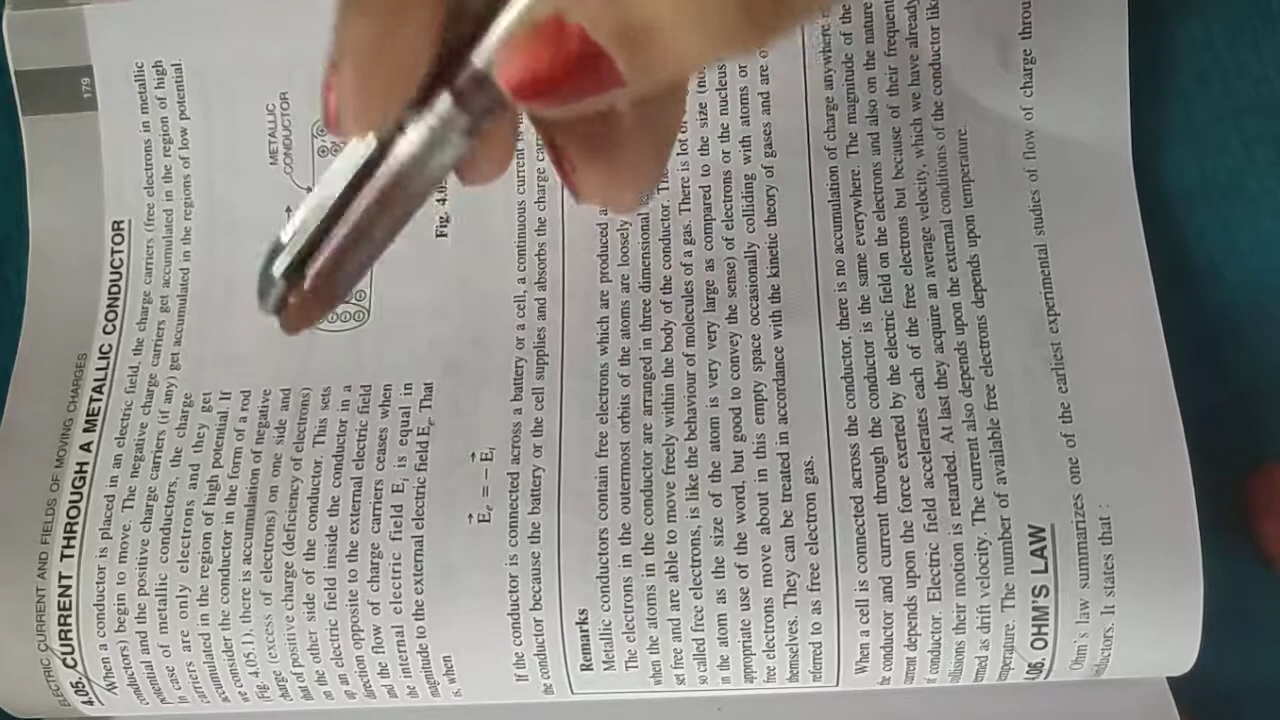 ELECTRIC CURRENT AND FIELDS OF MOVING CHARGES 179
4.05. CURRENT THROUGH A METALLIC CONDUCTOR
When a conductor is placed in an electric field, the charge carriers (free electrons in metallic
conductors) begin to move. The negative charge carriers get accumulated in the region of high
potential and the positive charge carriers (if any) get accumulated in the regions of low potential.
In case of metallic conductors, the charge
carriers are only electrons and they get
accumulated in the region of high potential. If
we consider the conductor in the form of a rod
(Fig. 4.05.1), there is accumulation of negative
charge (excess of electrons) on one side and
that of positive charge (deficiency of electrons)
on the other side of the conductor. Thus sets
up an electric field inside the conductor in a
direction opposite to the external electric field
and the flow of charge carriers ceases when
the internal electric field E⃗i is equal in
magnitude to the external electric field E⃗e. That
is, when
E⃗e = – E⃗i
METALLIC
CONDUCTOR
Fig. 4.0
If the conductor is connected across a battery or a cell, a continuous current is
the conductor because the battery or the cell supplies and absorbs the charge
Remarks
Metallic conductors contain free electrons which are produced
The electrons in the outermost orbits of the atoms are loosely
when the atoms in the conductor are arranged in three dimensional
set free and are able to move freely within the body of the conductor.
so called free electrons, is like the behaviour of molecules of a gas. There is lot
in the atom as the size of the atom is very very large as compared to the size
appropriate use of the word, but good to convey the sense) of electrons or the nucleus
free electrons move about in this empty space occasionally colliding with atoms or
themselves. They can be treated in accordance with the kinetic theory of gases and are
referred to as free electron gas.
When a cell is connected across the conductor, there is no accumulation of charge anywhere
the conductor and current through the conductor is the same everywhere. The magnitude of the
current depends upon the force exerted by the electric field on the electrons and also on the nature
of conductor. Electric field accelerates each of the free electrons but because of their frequent
collisions their motion is retarded. At last they acquire an average velocity, which we have already
termed as drift velocity. The current also depends upon the external conditions of the conductor like
temperature. The number of available free electrons depends upon temperature.
4.06. OHM'S LAW
Ohm's law summarizes one of the earliest experimental studies of flow of charge throu
conductors. It states that :